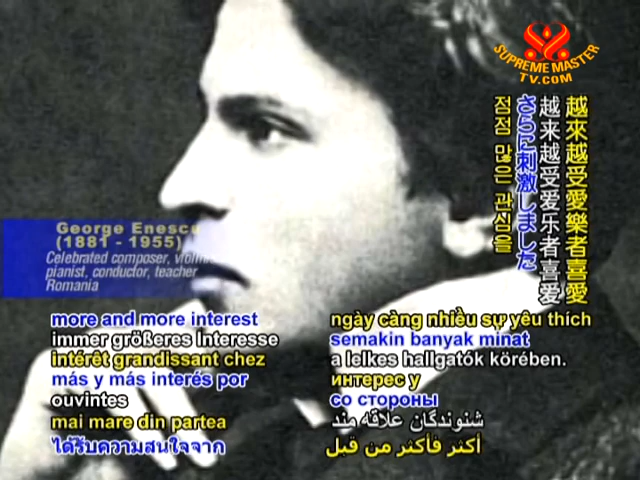 SUPREME MASTER
TV.COM
越來越受愛樂者喜愛
越来越受爱乐者喜爱
さらに刺激しました
점점 많은 관심을
George Enescu
(1881 - 1955)
Celebrated composer, violinist,
pianist, conductor, teacher
Romania
more and more interest
immer größeres Interesse
intérêt grandissant chez
más y más interés por
ouvintes
mai mare din partea
ได้รับความสนใจจาก
ngày càng nhiều sự yêu thích
semakin banyak minat
a lelkes hallgatók körében.
интерес у
со стороны
شنوندگان علاقه مند
أكثر فأكثر من قبل